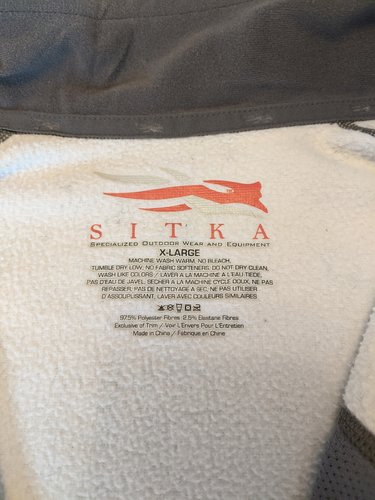 SITKA
SPECIALIZED OUTDOOR WEAR AND EQUIPMENT
X-LARGE
MACHINE WASH WARM, NO BLEACH,
TUMBLE DRY LOW, NO FABRIC SOFTENERS. DO NOT DRY CLEAN,
WASH LIKE COLORS / LAVER A LA MACHINE A L'EAU TIEDE,
PAS D'EAU DE JAVEL, SECHER A LA MACHINE CYCLE DOUX, NE PAS
REPASSER, PAS DE NETTOYAGE A SEC, NE PAS UTILISER
D'ASSOUPLISSANT, LAVER AVEC COULEURS SIMILAIRES
97.5% Polyester Fibres 2.5% Elastane Fibres
Exclusive of Trim / Voir L'Envers Pour L'Entretien
Made in China / Fabriqué en Chine